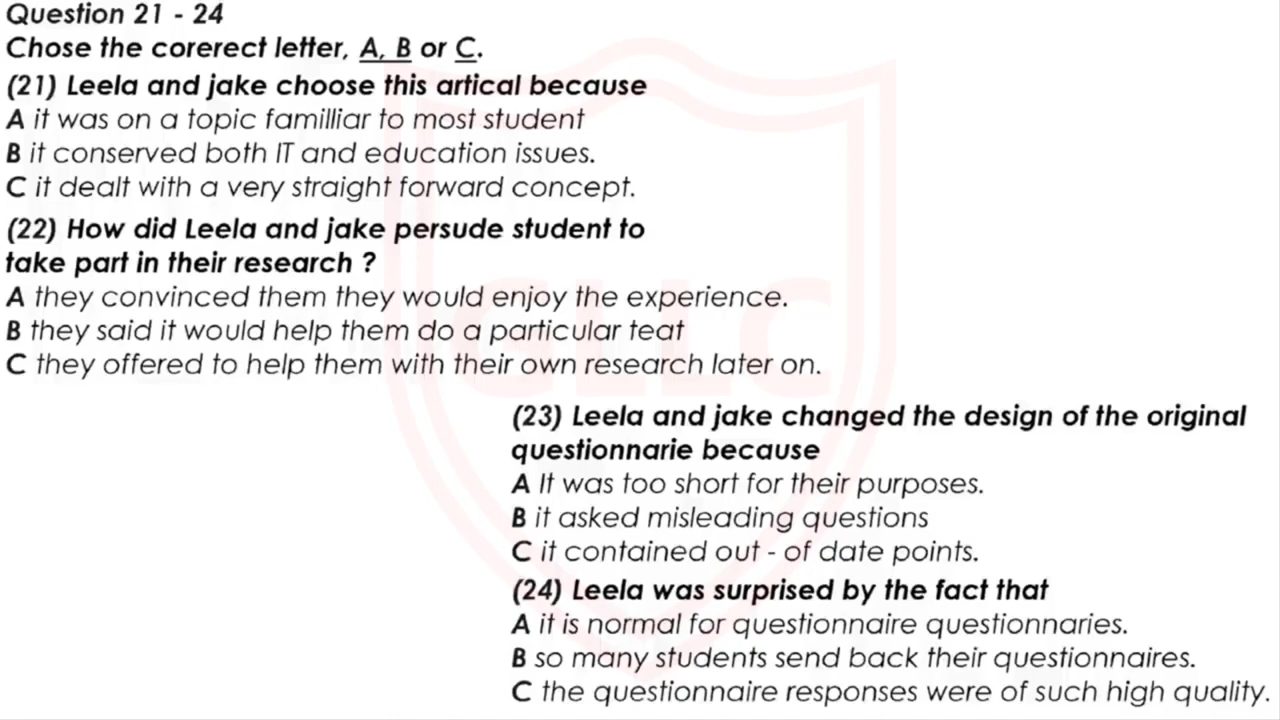 Question 21 - 24
Chose the corerect letter, A, B or C.
(21) Leela and jake choose this artical because
A it was on a topic familliar to most student
B it conserved both IT and education issues.
C it dealt with a very straight forward concept.
(22) How did Leela and jake persude student to
take part in their research ?
A they convinced them they would enjoy the experience.
B they said it would help them do a particular teat
C they offered to help them with their own research later on.
(23) Leela and jake changed the design of the original
questionnarie because
A It was too short for their purposes.
B it asked misleading questions
C it contained out - of date points.
(24) Leela was surprised by the fact that
A it is normal for questionnaire questionnaries.
B so many students send back their questionnaires.
C the questionnaire responses were of such high quality.
GLLC